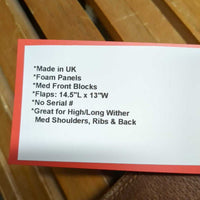 *Made in UK
*Foam Panels
*Med Front Blocks
*Flaps: 14.5"L x 13"W
*No Serial #
*Great for High/Long Wither
Med Shoulders, Ribs & Back